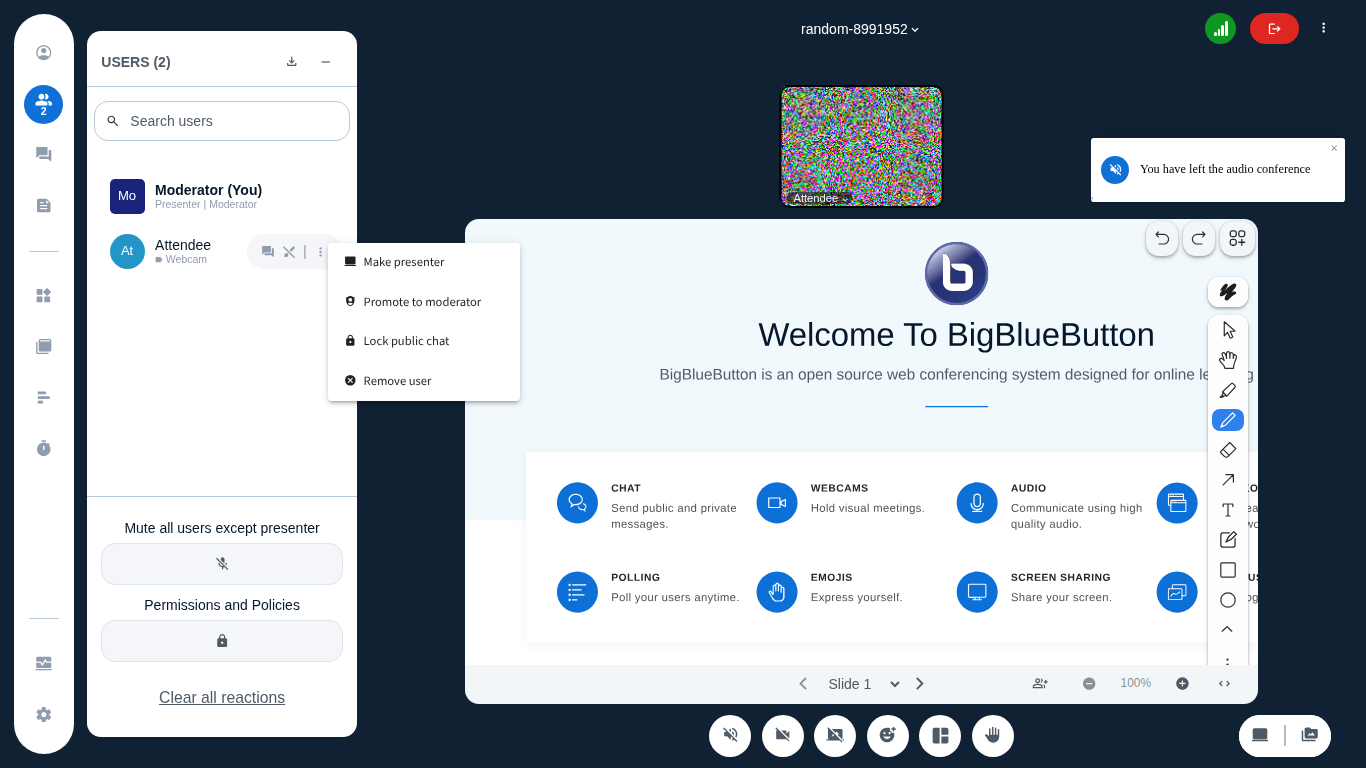 random-8991952
2
USERS (2)
Search users
Mo
Moderator (You)
Presenter | Moderator
At
Attendee
Webcam
Make presenter
Promote to moderator
Lock public chat
Remove user
Mute all users except presenter
Permissions and Policies
Clear all reactions
Attendee
You have left the audio conference
Welcome To BigBlueButton
BigBlueButton is an open source web conferencing system designed for online
CHAT
Send public and private
messages.
WEBCAMS
Hold visual meetings.
AUDIO
Communicate using high
quality audio.
POLLING
Poll your users anytime.
EMOJIS
Express yourself.
SCREEN SHARING
Share your screen.
Slide 1
100%